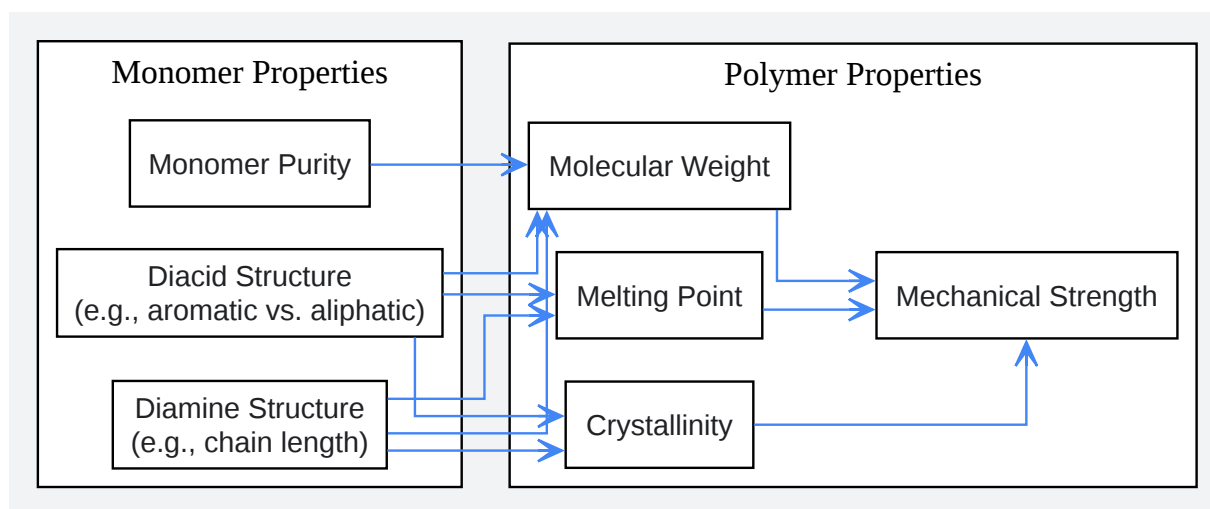 Monomer Properties
Monomer Purity
Diacid Structure
(e.g., aromatic vs. aliphatic)
Diamine Structure
(e.g., chain length)
Polymer Properties
Molecular Weight
Melting Point
Mechanical Strength
Crystallinity